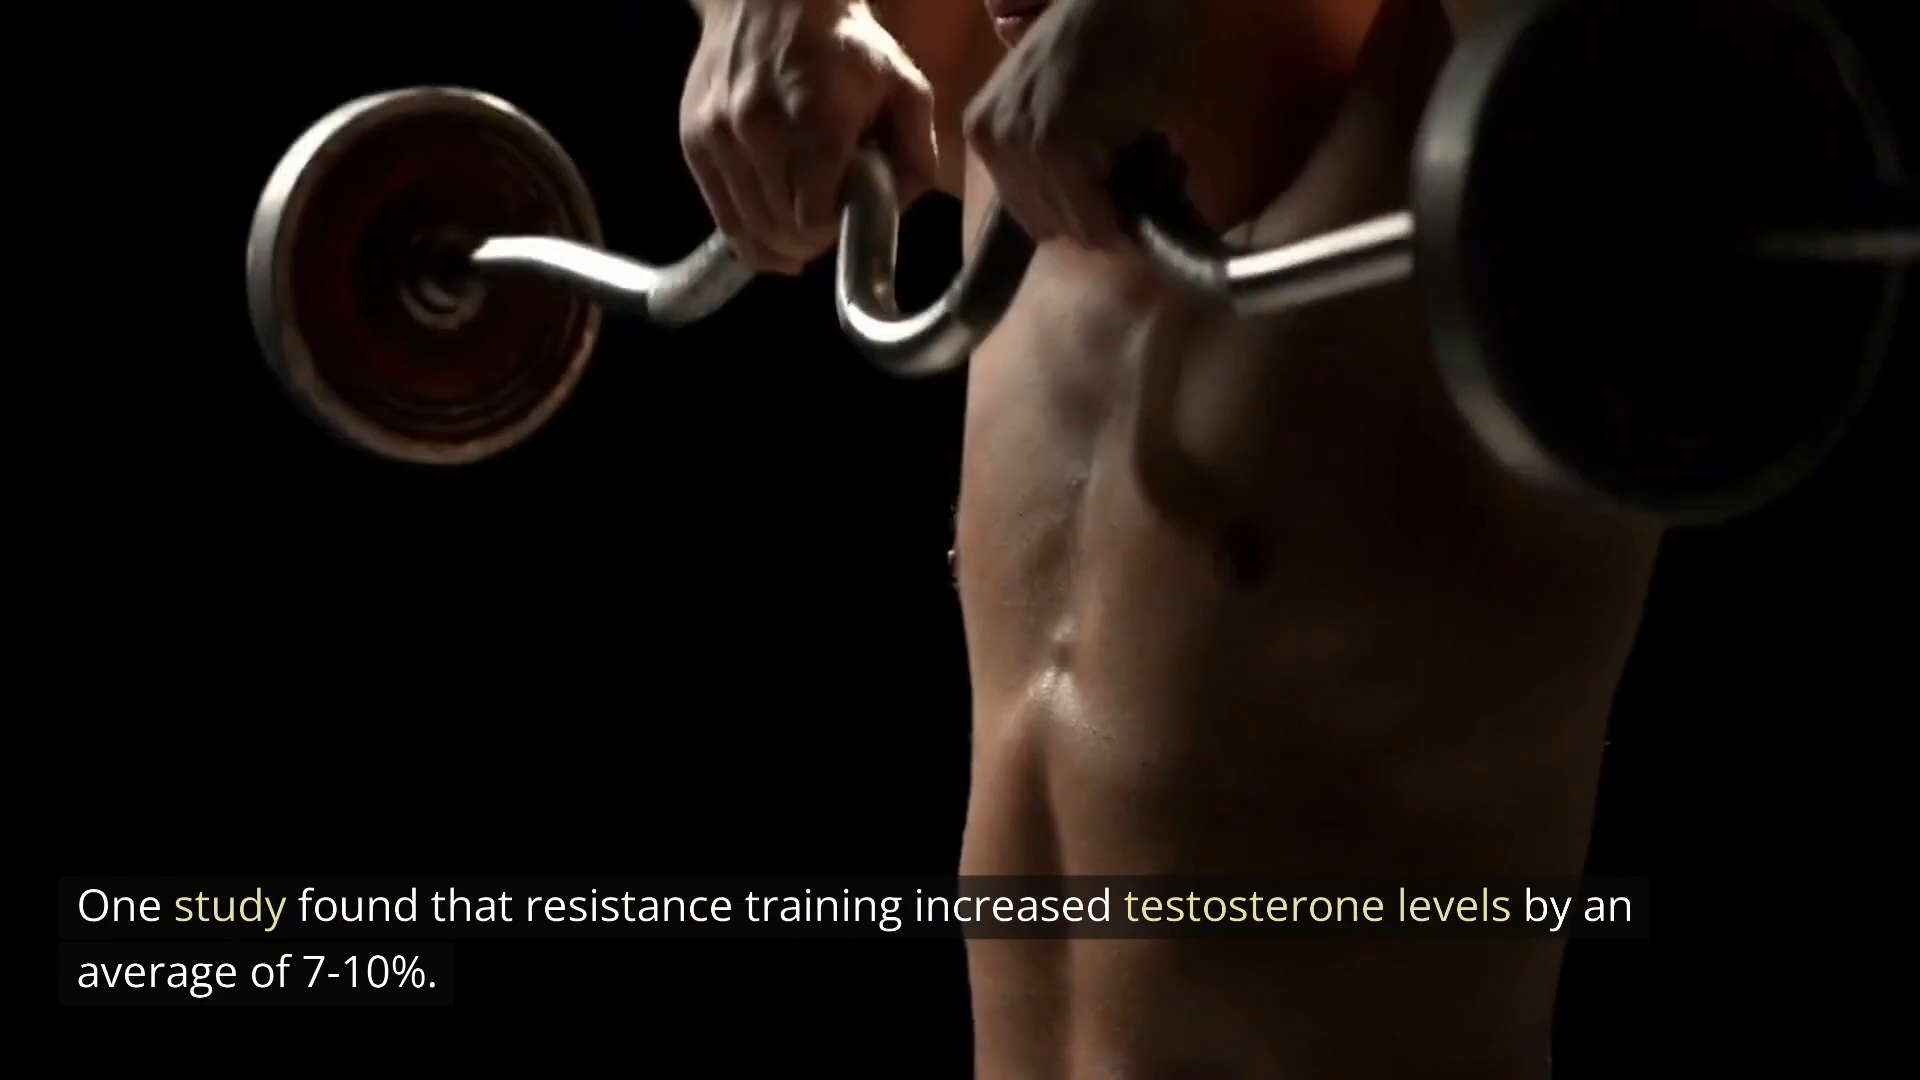 One study found that resistance training increased testosterone levels by an
average of 7-10%.